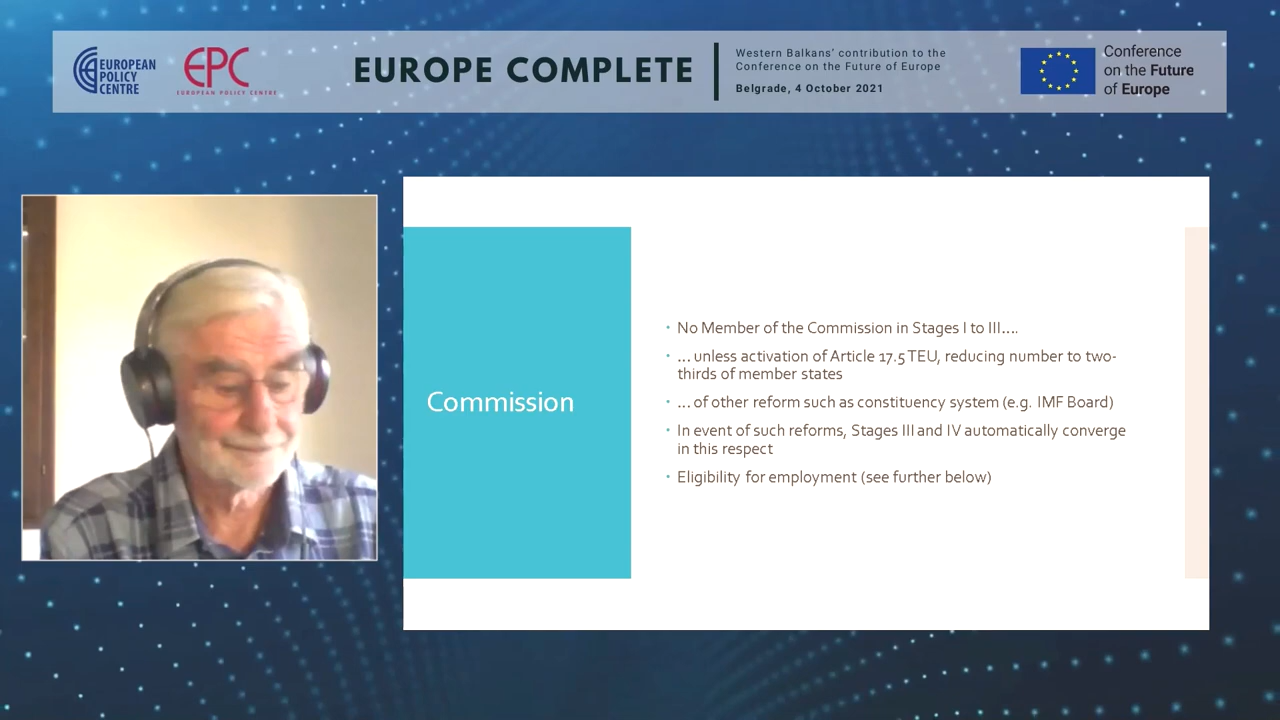 EUROPEAN
POLICY
CENTRE
EPC
EUROPEAN POLICY CENTRE
EUROPE COMPLETE
Western Balkans' contribution to the
Conference on the Future of Europe
Belgrade, 4 October 2021
Conference
on the Future
of Europe
Commission
• No Member of the Commission in Stages I to III….
• … unless activation of Article 17.5 TEU, reducing number to two-
thirds of member states
• … of other reform such as constituency system (e.g. IMF Board)
• In event of such reforms, Stages III and IV automatically converge
in this respect
• Eligibility for employment (see further below)